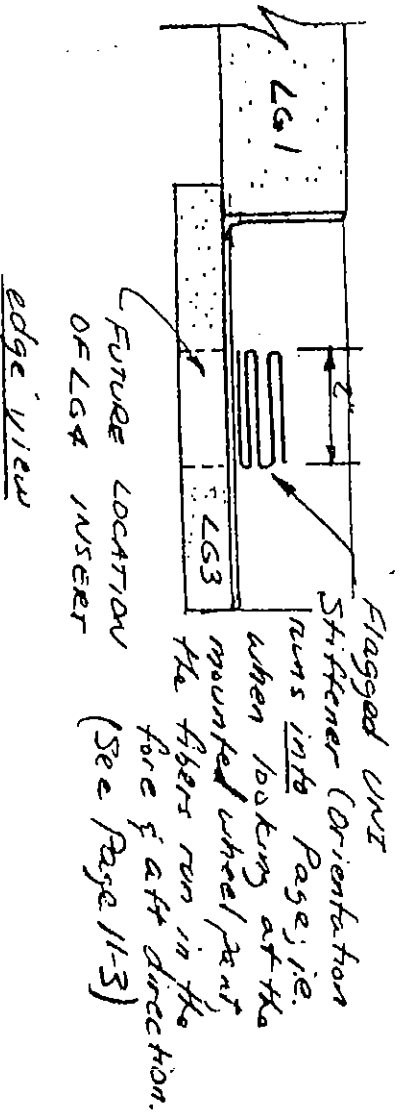 Flagged UNI
Stiffener (Orientation
runs into Page; i.e.
when looking at the
mounted wheel pant
the fibers run in the
fore & aft direction.
(See Page 11-3)
2"
LG1
LG3
FUTURE LOCATION
OF LG4 INSERT
edge view